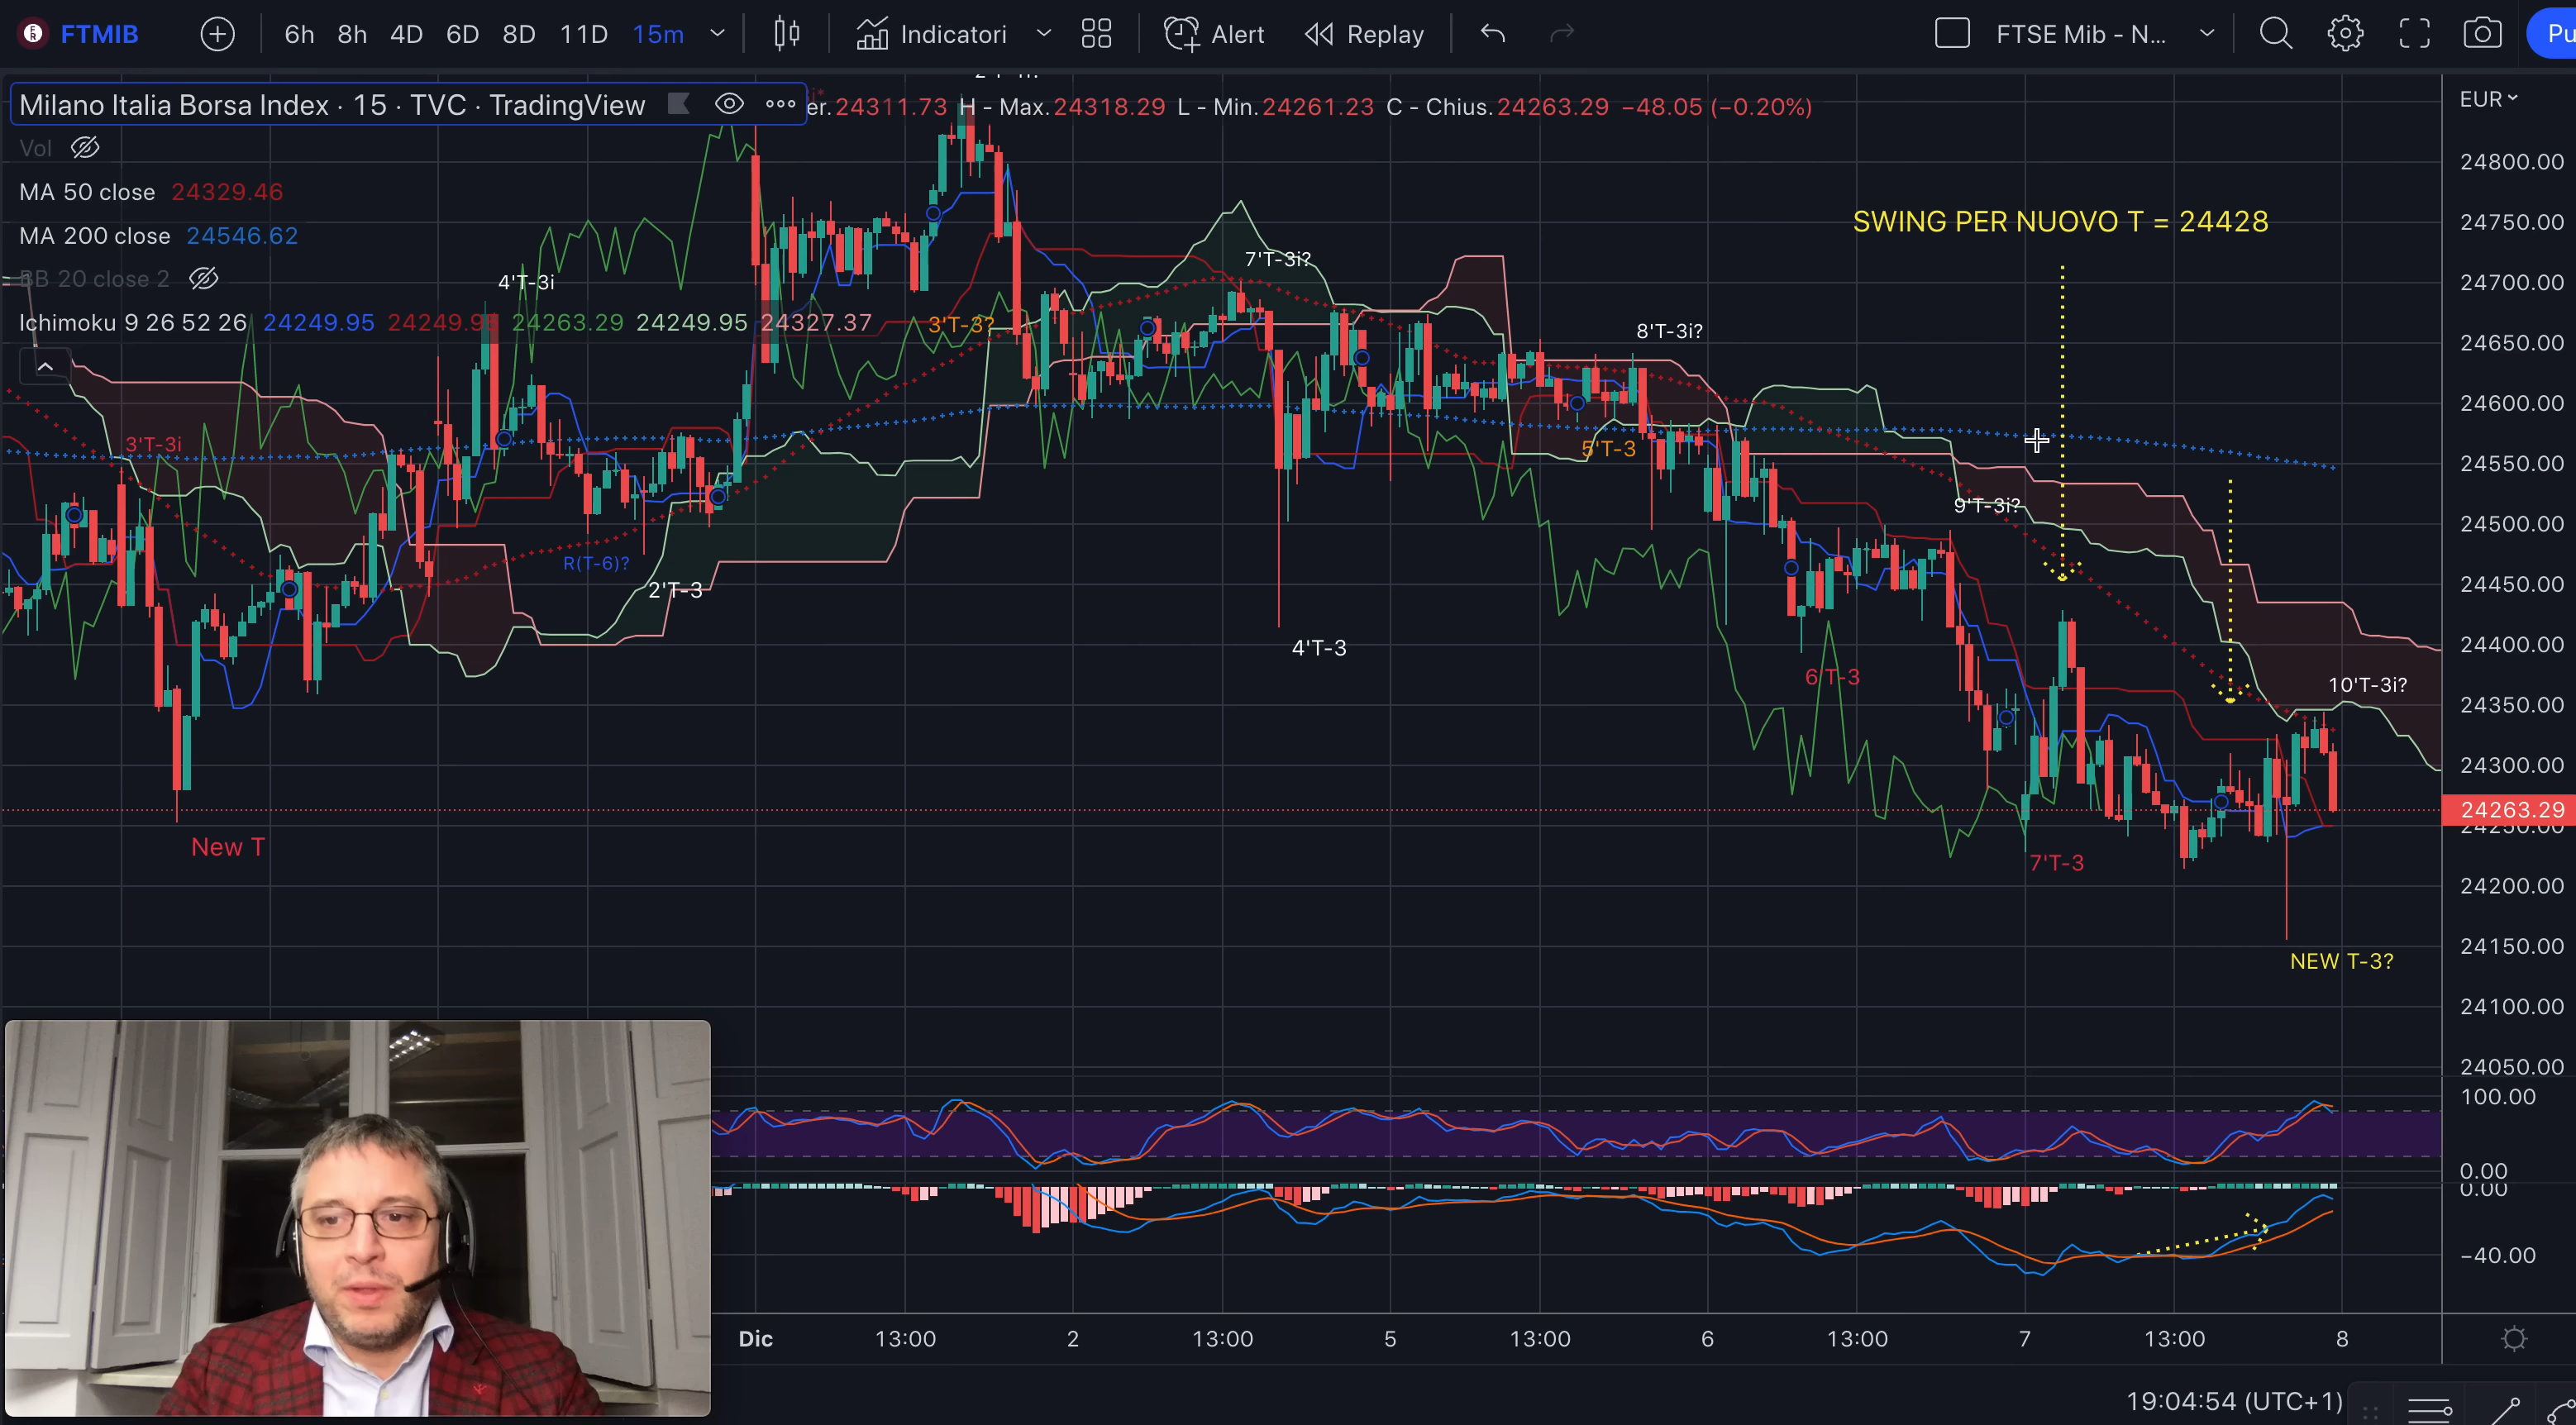 FTMIB 6h 8h 4D 6D 8D 11D 15m Indicatori Alert Replay FTSE Mib - N... Pu
Milano Italia Borsa Index · 15 · TVC · TradingView er.24311.73 H - Max.24318.29 L - Min.24261.23 C - Chius.24263.29 −48.05 (−0.20%)
EUR
Vol
MA 50 close 24329.46
MA 200 close 24546.62
BB 20 close 2
Ichimoku 9 26 52 26 24249.95 24249.95 24263.29 24249.95 24327.37
SWING PER NUOVO T = 24428
4'T-3i
7'T-3i?
3'T-3?
8'T-3i?
3'T-3i
5'T-3
9'T-3i?
R(T-6)?
2'T-3
4'T-3
6'T-3
10'T-3i?
New T
7'T-3
NEW T-3?
24800.00
24750.00
24700.00
24650.00
24600.00
24550.00
24500.00
24450.00
24400.00
24350.00
24300.00
24263.29
24250.00
24200.00
24150.00
24100.00
24050.00
100.00
0.00
0.00
−40.00
Dic 13:00 2 13:00 5 13:00 6 13:00 7 13:00 8
19:04:54 (UTC+1)